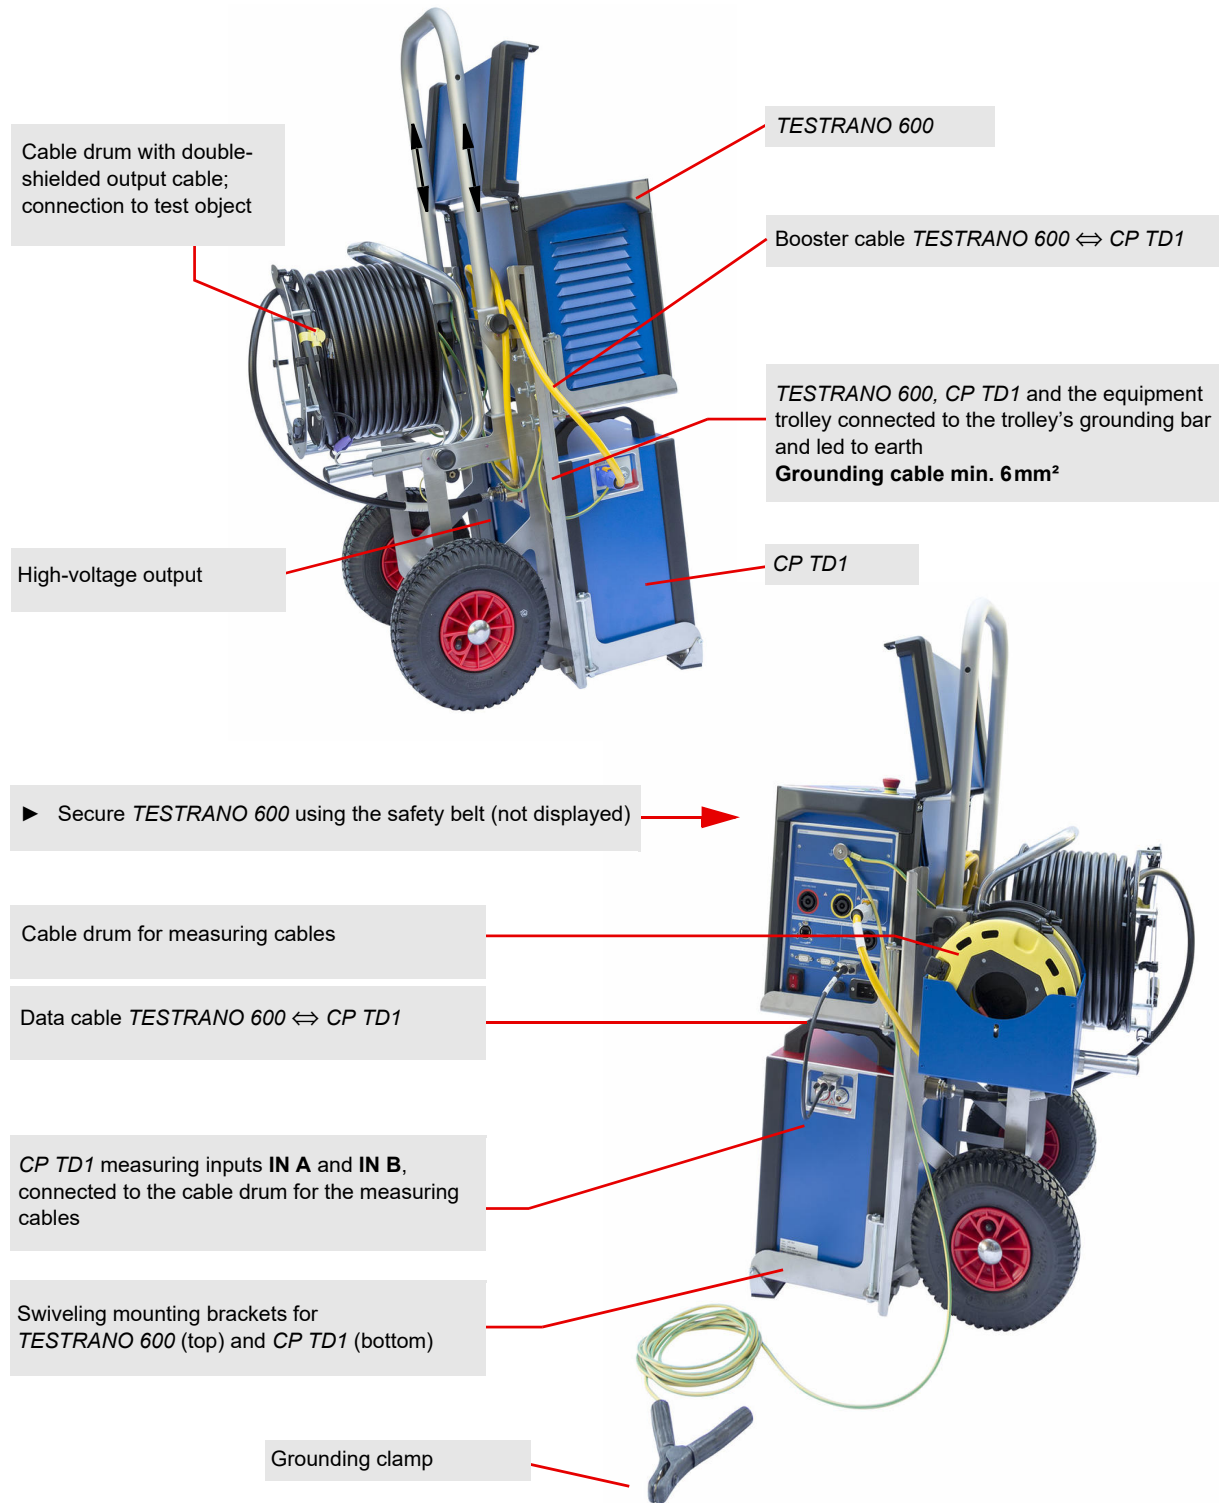 Cable drum with double-
shielded output cable;
connection to test object
TESTRANO 600
Booster cable TESTRANO 600 ⇔ CP TD1
TESTRANO 600, CP TD1 and the equipment
trolley connected to the trolley’s grounding bar
and led to earth
Grounding cable min. 6mm²
High-voltage output
CP TD1
► Secure TESTRANO 600 using the safety belt (not displayed)
Cable drum for measuring cables
Data cable TESTRANO 600 ⇔ CP TD1
CP TD1 measuring inputs IN A and IN B,
connected to the cable drum for the measuring
cables
Swiveling mounting brackets for
TESTRANO 600 (top) and CP TD1 (bottom)
Grounding clamp